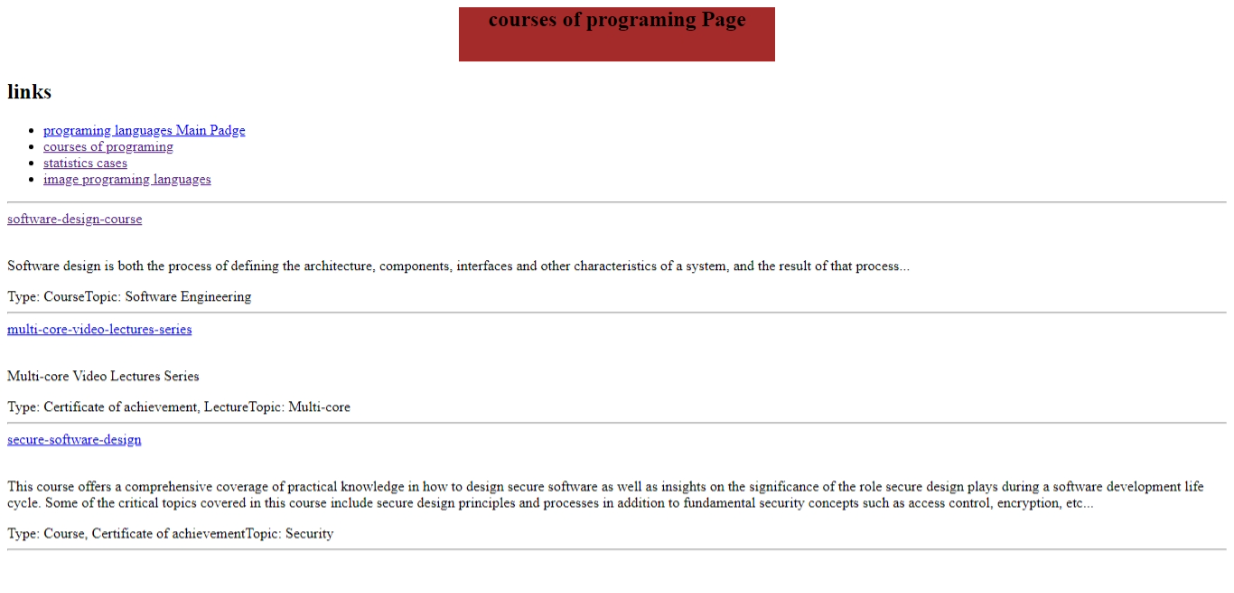 courses of programing Page
links
programing languages Main Padge
courses of programing
statistics cases
image programing languages
software-design-course
Software design is both the process of defining the architecture, components, interfaces and other characteristics of a system, and the result of that process...
Type: CourseTopic: Software Engineering
multi-core-video-lectures-series
Multi-core Video Lectures Series
Type: Certificate of achievement, LectureTopic: Multi-core
secure-software-design
This course offers a comprehensive coverage of practical knowledge in how to design secure software as well as insights on the significance of the role secure design plays during a software development life
cycle. Some of the critical topics covered in this course include secure design principles and processes in addition to fundamental security concepts such as access control, encryption, etc...
Type: Course, Certificate of achievementTopic: Security